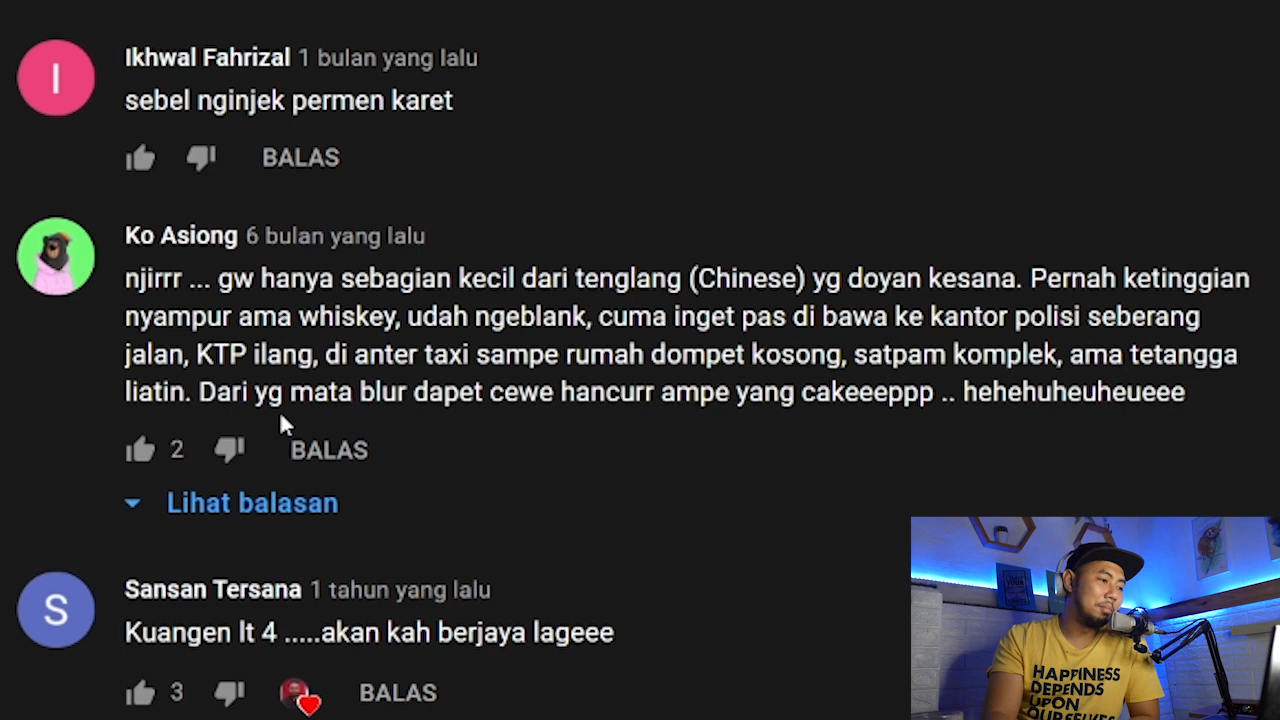 I
Ikhwal Fahrizal 1 bulan yang lalu
sebel nginjek permen karet
BALAS
Ko Asiong 6 bulan yang lalu
njirrr ... gw hanya sebagian kecil dari tenglang (Chinese) yg doyan kesana. Pernah ketinggian
nyampur ama whiskey, udah ngeblank, cuma inget pas di bawa ke kantor polisi seberang
jalan, KTP ilang, di anter taxi sampe rumah dompet kosong, satpam komplek, ama tetangga
liatin. Dari yg mata blur dapet cewe hancurr ampe yang cakeeeppp .. hehehuheuheueee
2 BALAS
Lihat balasan
S
Sansan Tersana 1 tahun yang lalu
Kuangen lt 4 .....akan kah berjaya lageee
3 BALAS
HAPPINESS
DEPENDS
UPON
OURSELVES